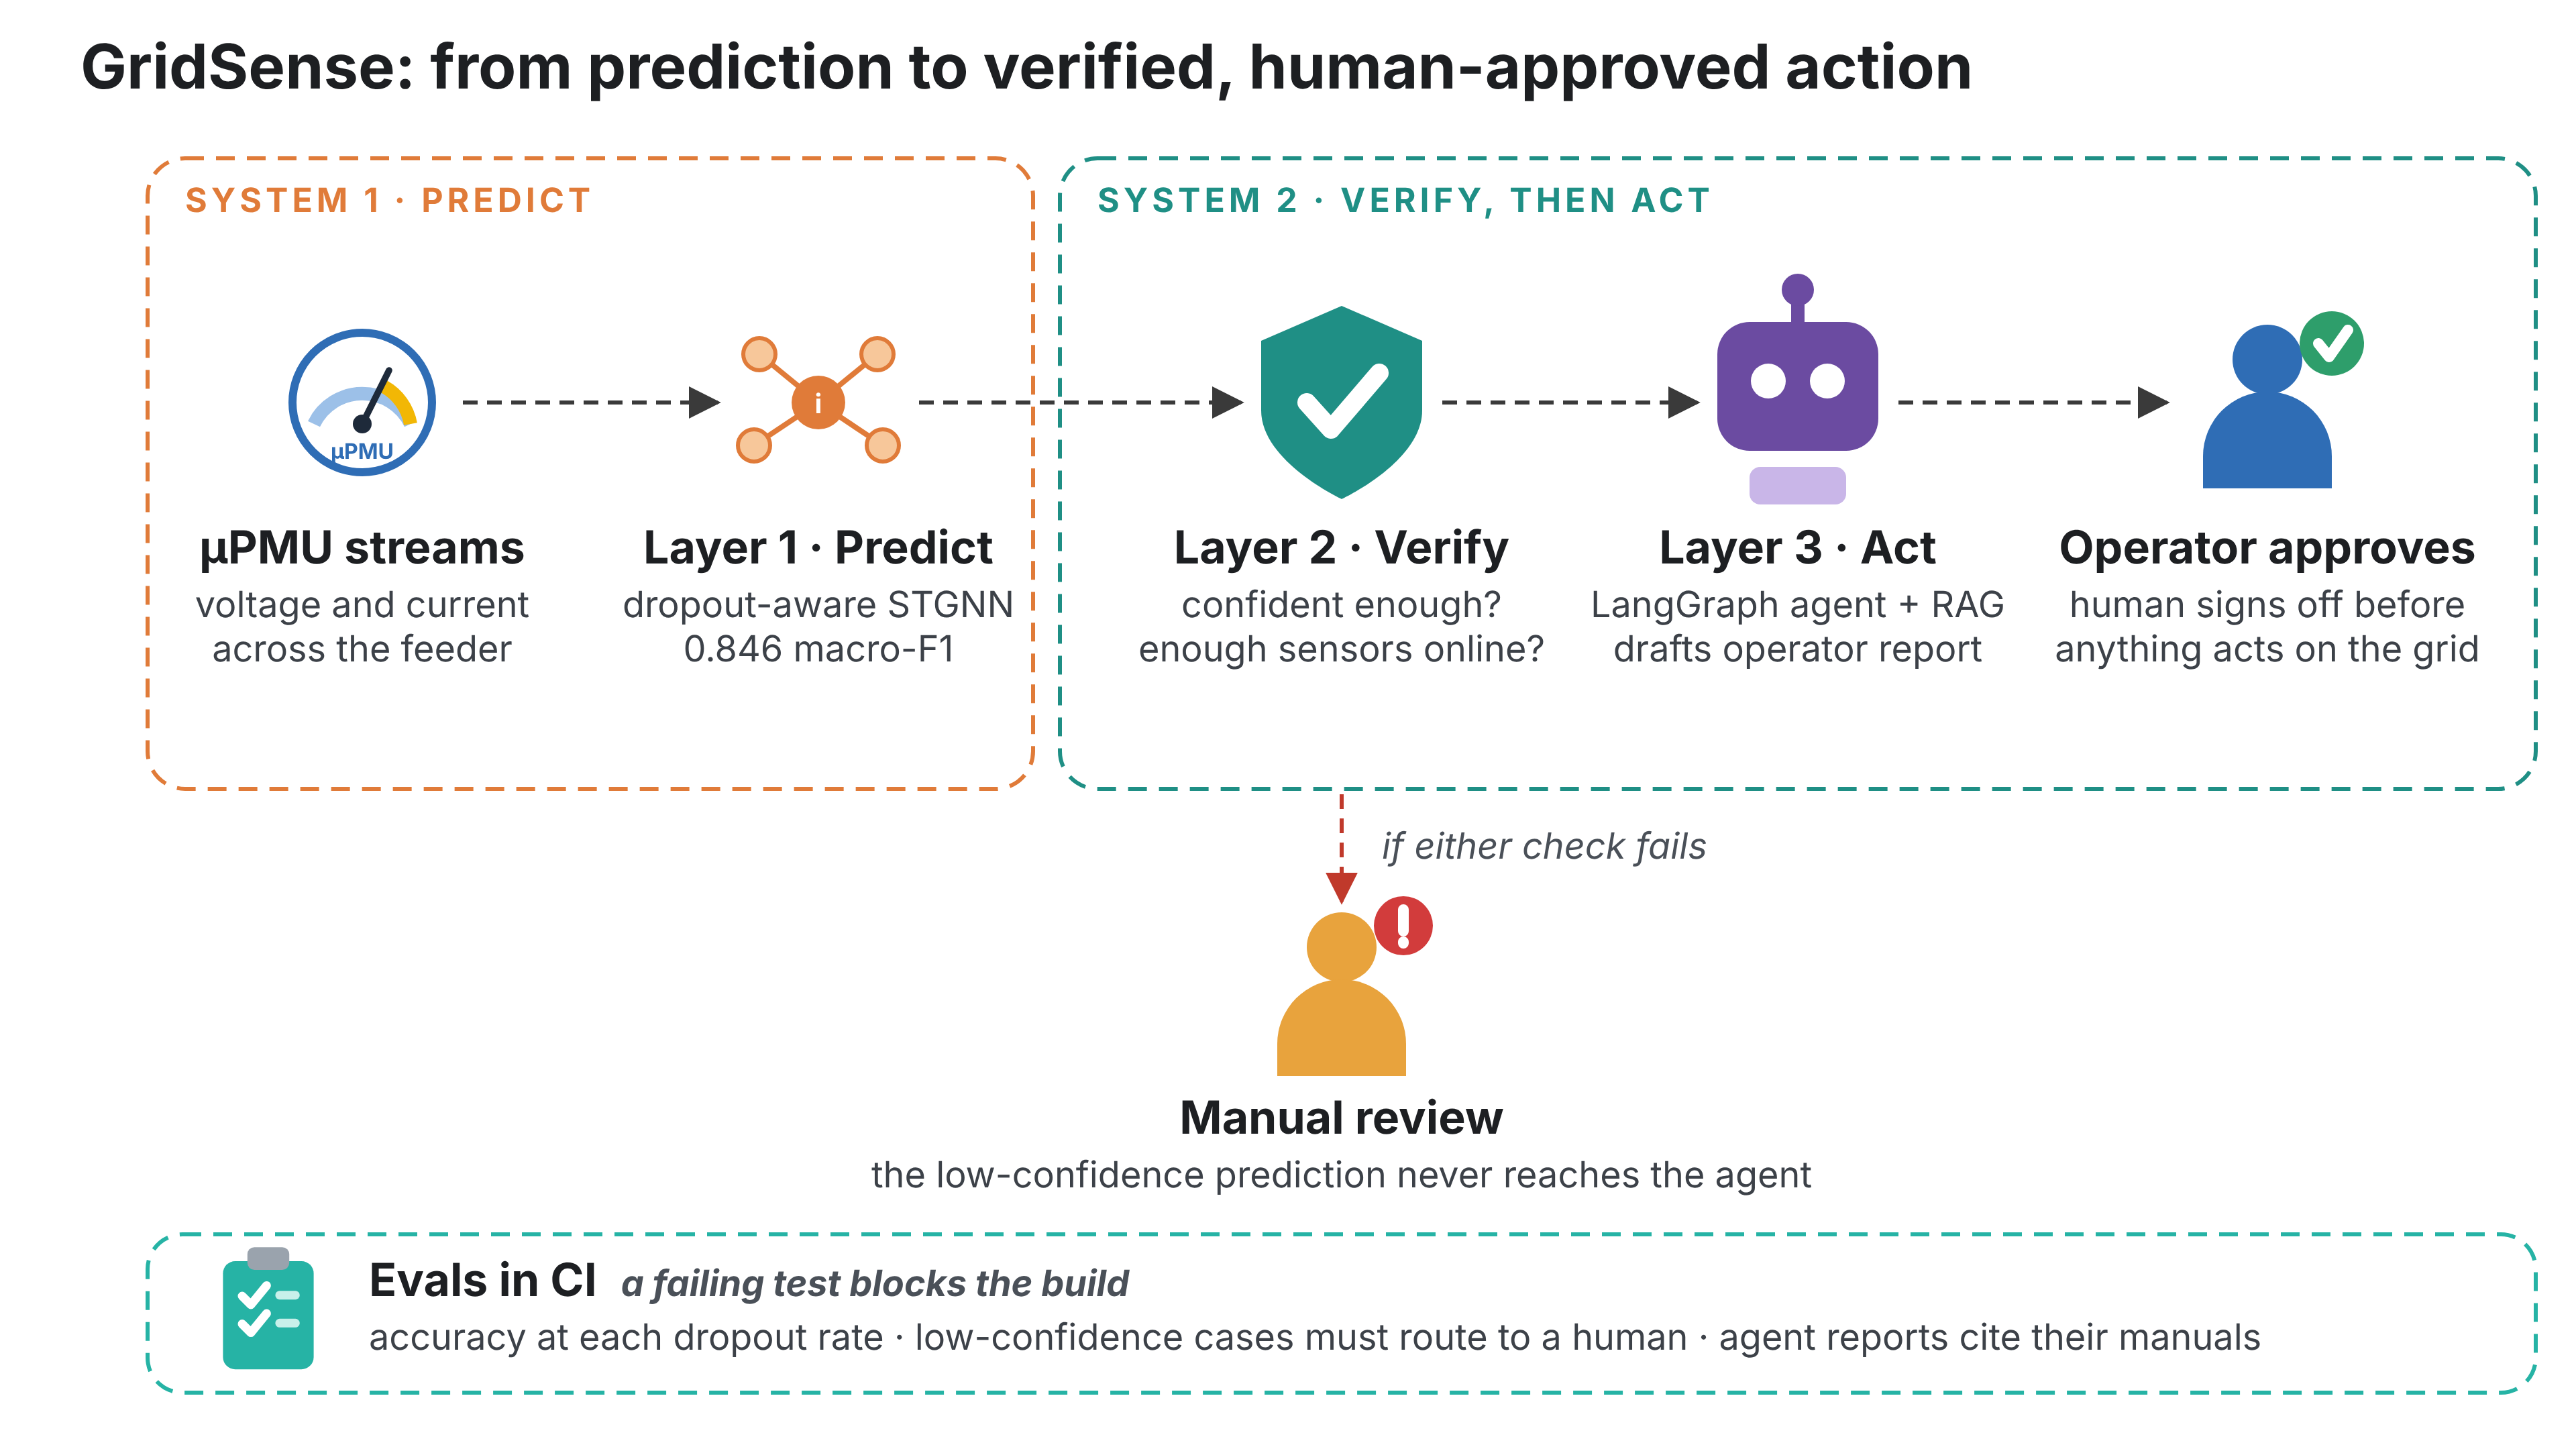 GridSense: from prediction to verified, human-approved action
SYSTEM 1 · PREDICT
SYSTEM 2 · VERIFY, THEN ACT
µPMU
i
µPMU streams
voltage and current
across the feeder
Layer 1 · Predict
dropout-aware STGNN
0.846 macro-F1
Layer 2 · Verify
confident enough?
enough sensors online?
Layer 3 · Act
LangGraph agent + RAG
drafts operator report
Operator approves
human signs off before
anything acts on the grid
if either check fails
Manual review
the low-confidence prediction never reaches the agent
Evals in CI a failing test blocks the build
accuracy at each dropout rate · low-confidence cases must route to a human · agent reports cite their manuals